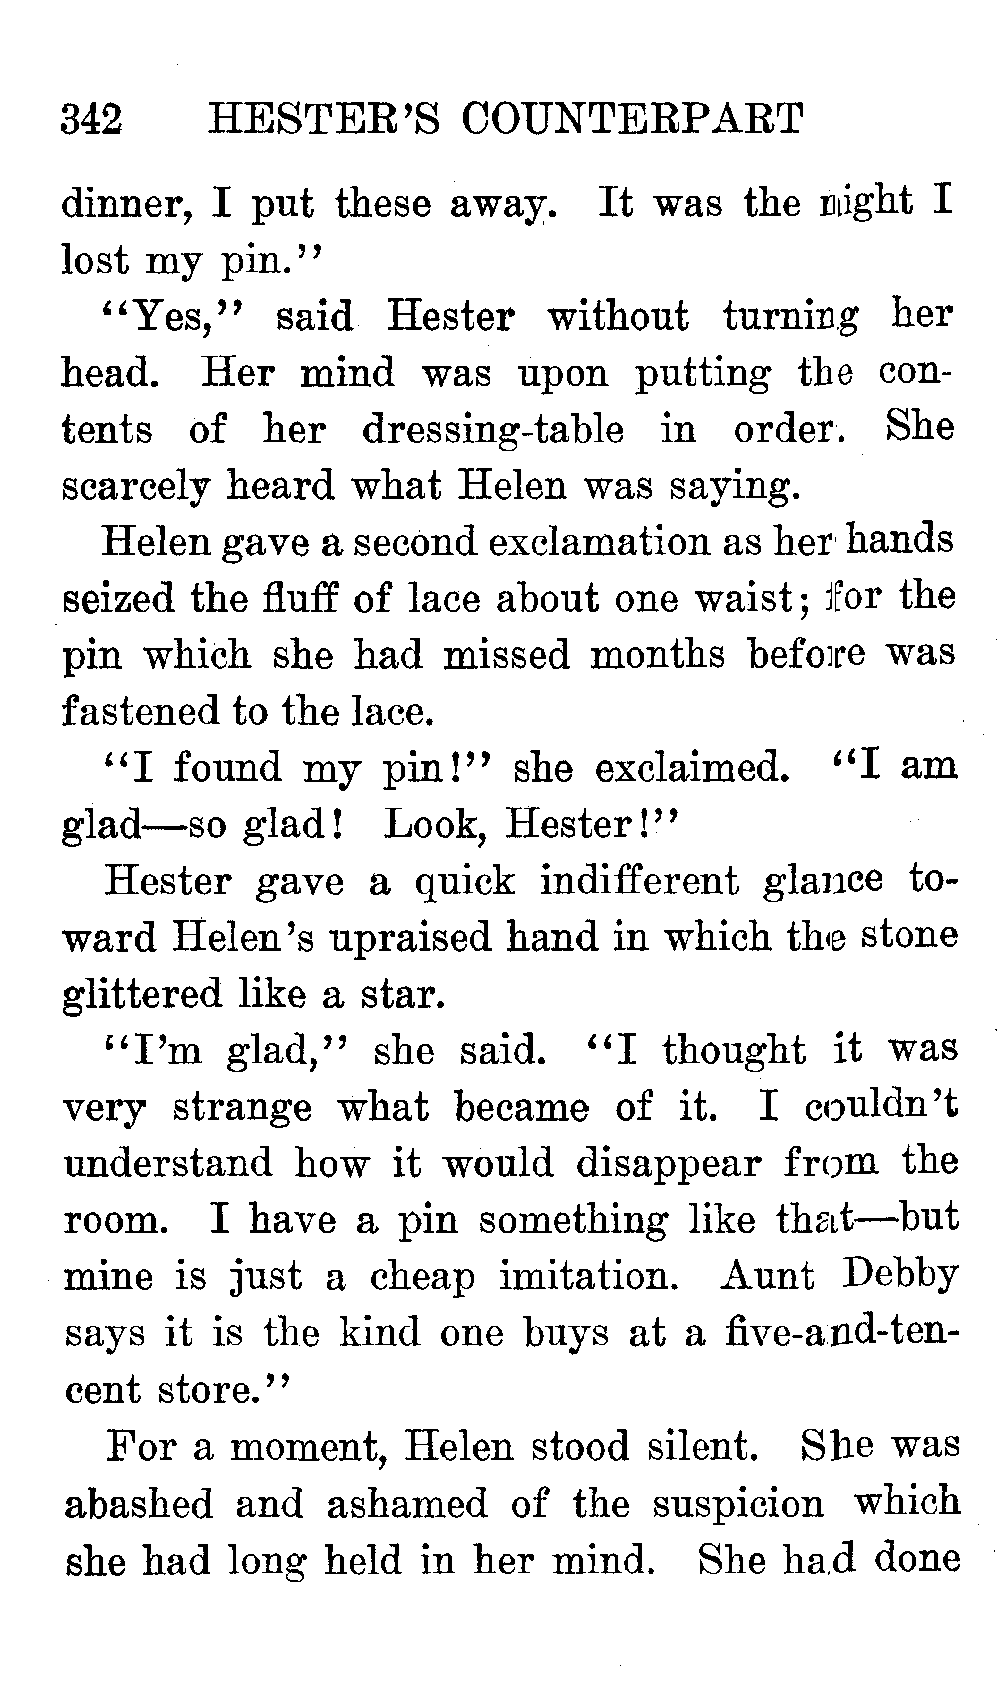 342 HESTER'S COUNTERPART
dinner, I put these away. It was the night I
lost my pin."
"Yes," said Hester without turning her
head. Her mind was upon putting the con-
tents of her dressing-table in order. She
scarcely heard what Helen was saying.
Helen gave a second exclamation as her hands
seized the fluff of lace about one waist; for the
pin which she had missed months before was
fastened to the lace.
"I found my pin!" she exclaimed. "I am
glad—so glad! Look, Hester!"
Hester gave a quick indifferent glance to-
ward Helen's upraised hand in which the stone
glittered like a star.
"I'm glad," she said. "I thought it was
very strange what became of it. I couldn't
understand how it would disappear from the
room. I have a pin something like that—but
mine is just a cheap imitation. Aunt Debby
says it is the kind one buys at a five-and-ten-
cent store."
For a moment, Helen stood silent. She was
abashed and ashamed of the suspicion which
she had long held in her mind. She had done